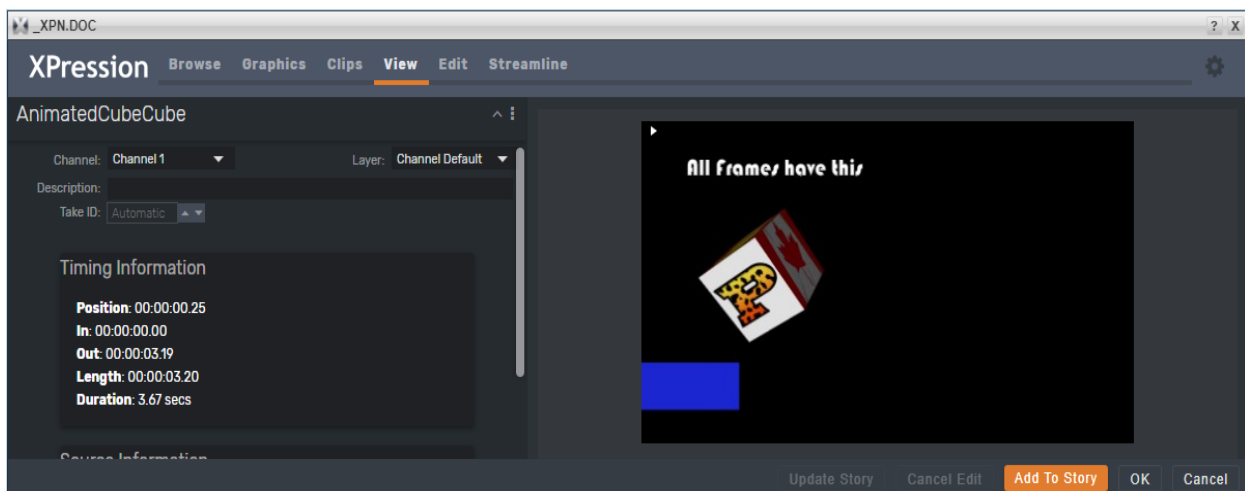 _XPN.DOC ? X
XPression Browse Graphics Clips View Edit Streamline
AnimatedCubeCube
Channel: Channel 1 Layer: Channel Default
Description:
Take ID: Automatic
Timing Information
Position: 00:00:00.25
In: 00:00:00.00
Out: 00:00:03.19
Length: 00:00:03.20
Duration: 3.67 secs
Source Information
All Frames have this
P
Update Story Cancel Edit Add To Story OK Cancel